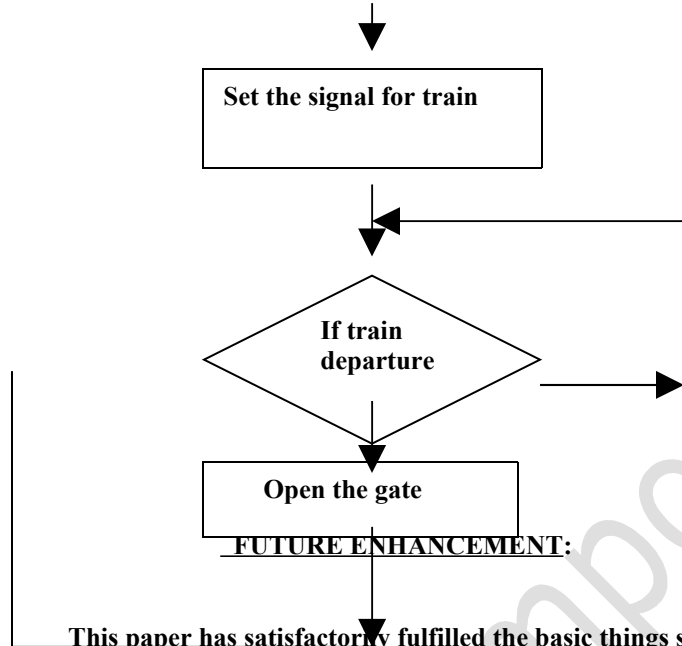 Set the signal for train
If train
departure
Open the gate
FUTURE ENHANCEMENT:
This paper has satisfactorily fulfilled the basic things s